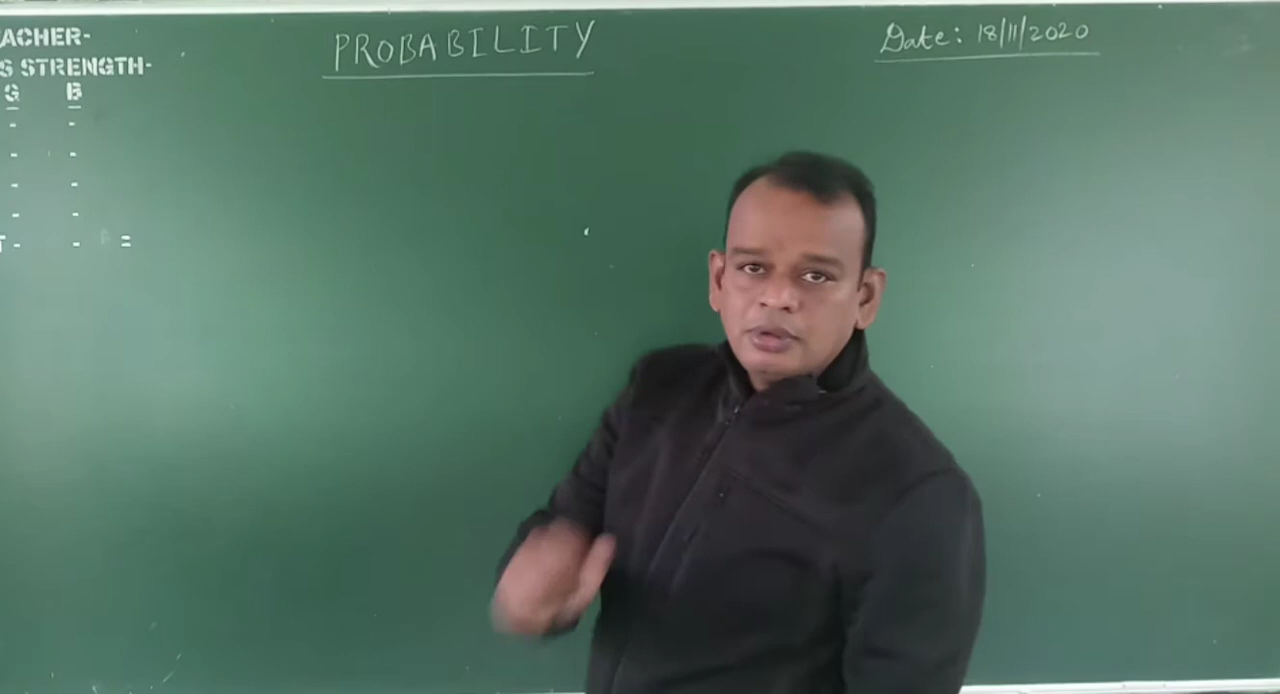 ACHER-
PROBABILITY
Date: 18/11/2020
S STRENGTH-
G B
- -
- -
- -
- -
T- - =